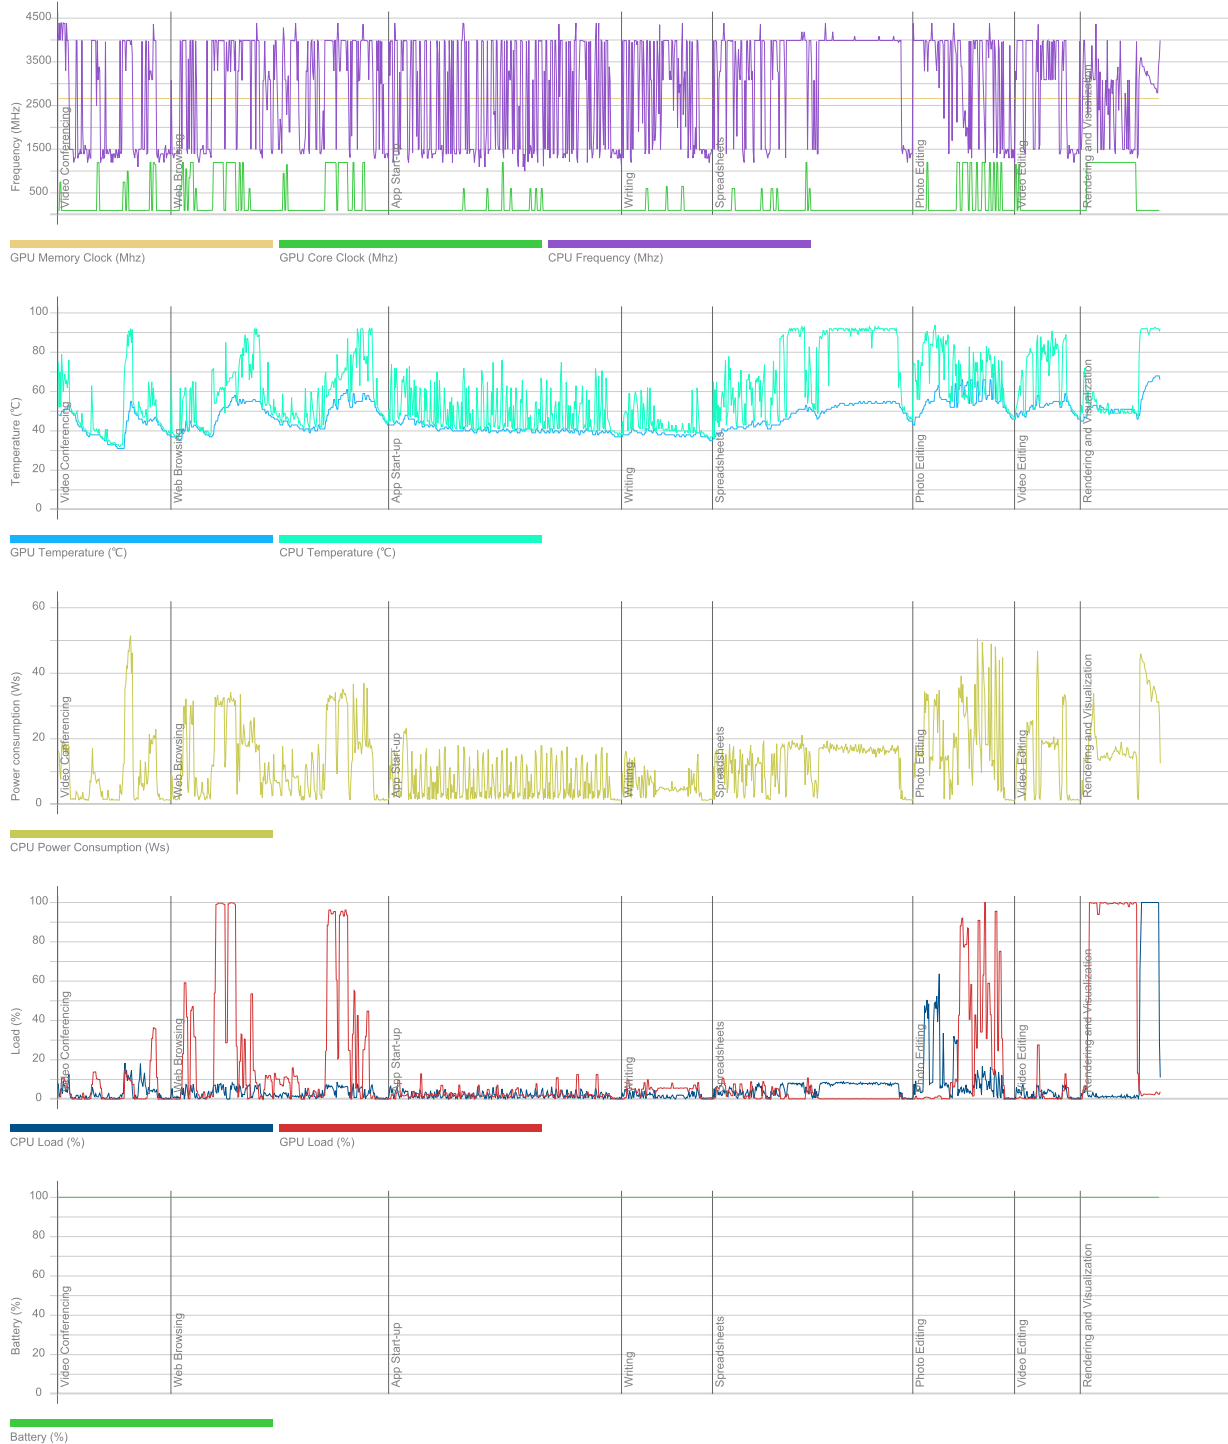 4500
3500
2500
1500
500
Frequency (MHz)
Video Conferencing
Web Browsing
App Start-up
Writing
Spreadsheets
Photo Editing
Video Editing
Rendering and Visualization
GPU Memory Clock (Mhz)
GPU Core Clock (Mhz)
CPU Frequency (Mhz)
100
80
60
40
20
0
Temperature (℃)
Video Conferencing
Web Browsing
App Start-up
Writing
Spreadsheets
Photo Editing
Video Editing
Rendering and Visualization
GPU Temperature (℃)
CPU Temperature (℃)
60
40
20
0
Power consumption (Ws)
Video Conferencing
Web Browsing
App Start-up
Writing
Spreadsheets
Photo Editing
Video Editing
Rendering and Visualization
CPU Power Consumption (Ws)
100
80
60
40
20
0
Load (%)
Video Conferencing
Web Browsing
App Start-up
Writing
Spreadsheets
Photo Editing
Video Editing
Rendering and Visualization
CPU Load (%)
GPU Load (%)
100
80
60
40
20
0
Battery (%)
Video Conferencing
Web Browsing
App Start-up
Writing
Spreadsheets
Photo Editing
Video Editing
Rendering and Visualization
Battery (%)